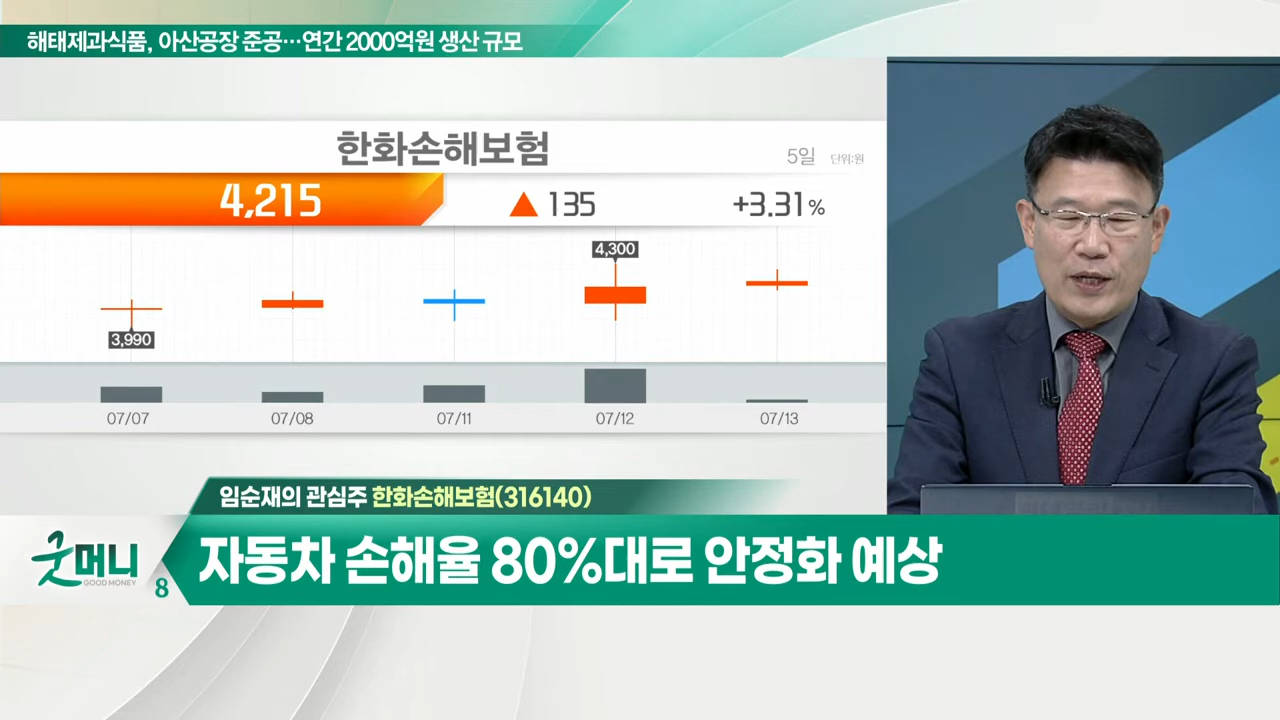 해태제과식품, 아산공장 준공…연간 2000억원 생산 규모
한화손해보험
5일 단위:원
4,215 ▲ 135 +3.31%
4,300
3,990
07/07 07/08 07/11 07/12 07/13
임순재의 관심주 한화손해보험(316140)
굿머니
GOOD MONEY
8
자동차 손해율 80%대로 안정화 예상